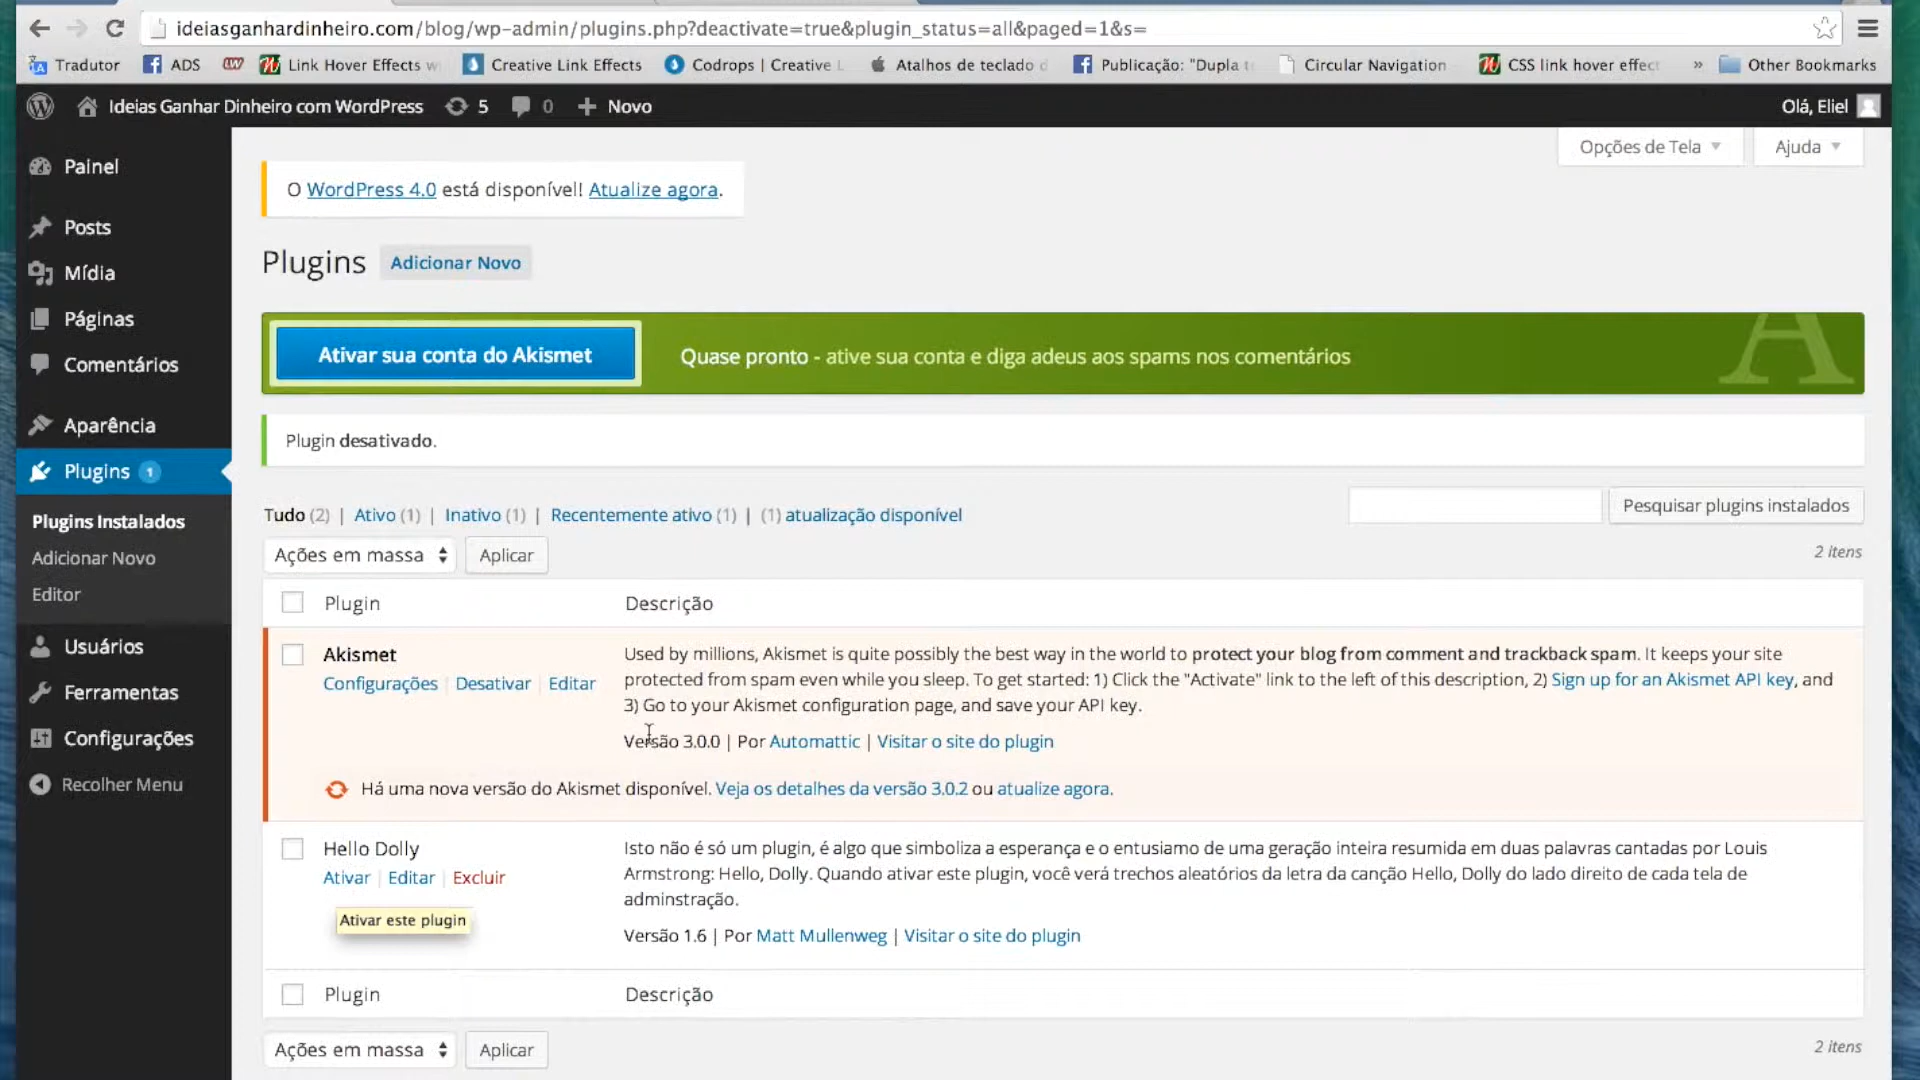 ideiasganhardinheiro.com/blog/wp-admin/plugins.php?deactivate=true&plugin_status=all&paged=1&s=
Tradutor ADS Link Hover Effects Creative Link Effects Codrops | Creative Atalhos de teclado Publicação: "Dupla Circular Navigation CSS link hover effect » Other Bookmarks
Ideias Ganhar Dinheiro com WordPress 5 0 + Novo Olá, Eliel
Opções de Tela Ajuda
Painel
Posts
Mídia
Páginas
Comentários
Aparência
Plugins 1
Plugins Instalados
Adicionar Novo
Editor
Usuários
Ferramentas
Configurações
Recolher Menu
O WordPress 4.0 está disponível! Atualize agora.
Plugins Adicionar Novo
Ativar sua conta do Akismet Quase pronto - ative sua conta e diga adeus aos spams nos comentários A
Plugin desativado.
Tudo (2) | Ativo (1) | Inativo (1) | Recentemente ativo (1) | (1) atualização disponível
Pesquisar plugins instalados
Ações em massa Aplicar 2 itens
Plugin Descrição
Akismet
Configurações | Desativar | Editar
Used by millions, Akismet is quite possibly the best way in the world to protect your blog from comment and trackback spam. It keeps your site
protected from spam even while you sleep. To get started: 1) Click the "Activate" link to the left of this description, 2) Sign up for an Akismet API key, and
3) Go to your Akismet configuration page, and save your API key.
Versão 3.0.0 | Por Automattic | Visitar o site do plugin
Há uma nova versão do Akismet disponível. Veja os detalhes da versão 3.0.2 ou atualize agora.
Hello Dolly
Ativar | Editar | Excluir
Ativar este plugin
Isto não é só um plugin, é algo que simboliza a esperança e o entusiamo de uma geração inteira resumida em duas palavras cantadas por Louis
Armstrong: Hello, Dolly. Quando ativar este plugin, você verá trechos aleatórios da letra da canção Hello, Dolly do lado direito de cada tela de
adminstração.
Versão 1.6 | Por Matt Mullenweg | Visitar o site do plugin
Plugin Descrição
Ações em massa Aplicar 2 itens